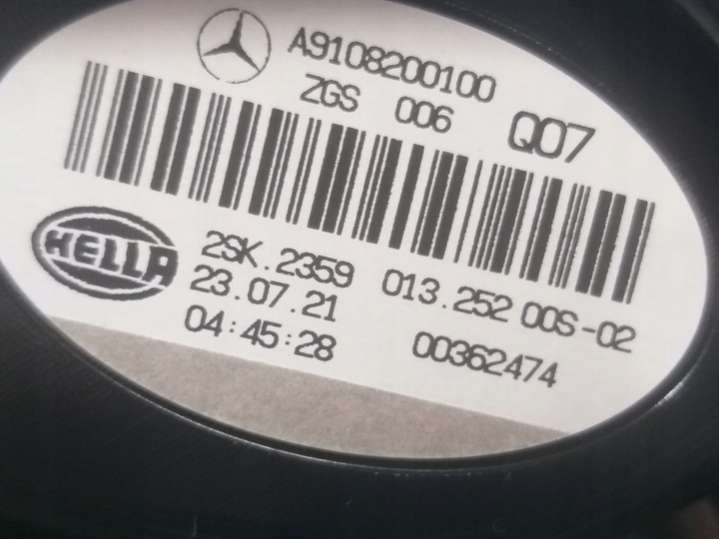 A9108200100
ZGS 006 Q07
HELLA
2SK.2359 013.252 00S-02
23.07.21
04:45:28 00362474